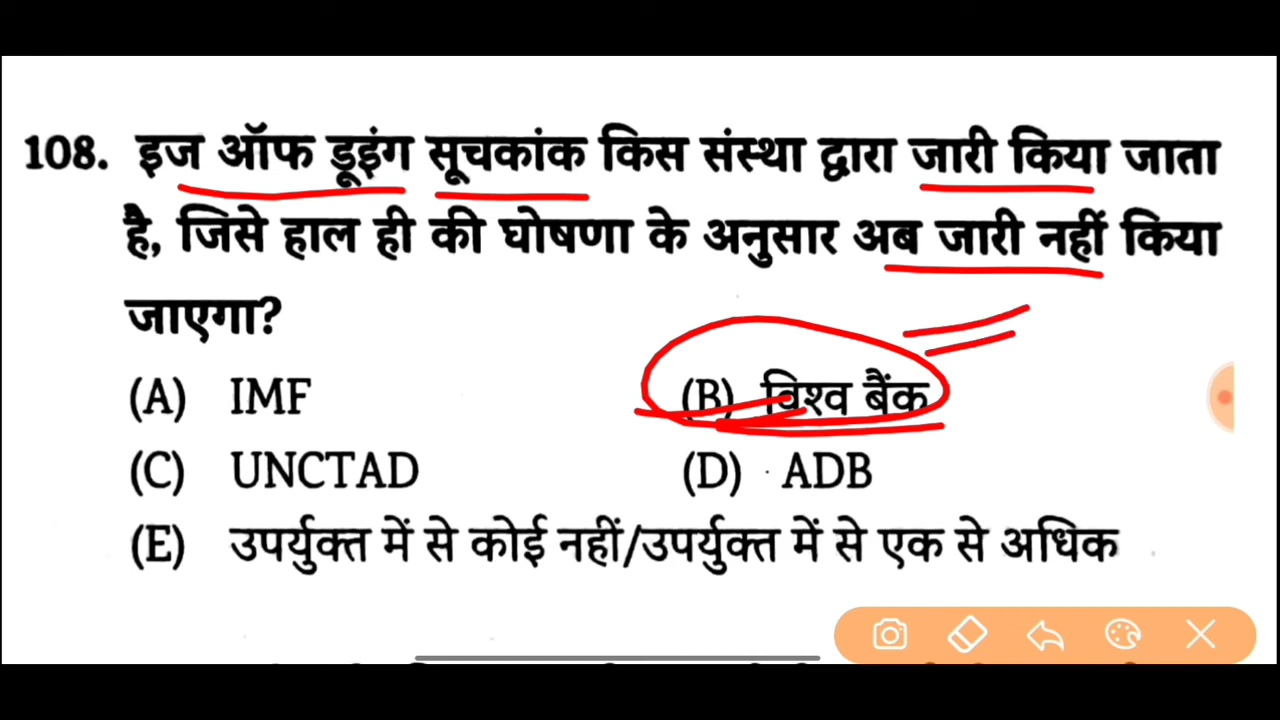 108. इज ऑफ डूइंग सूचकांक किस संस्था द्वारा जारी किया जाता
है, जिसे हाल ही की घोषणा के अनुसार अब जारी नहीं किया
जाएगा?
(A) IMF (B) विश्व बैंक
(C) UNCTAD (D) ADB
(E) उपर्युक्त में से कोई नहीं/उपर्युक्त में से एक से अधिक